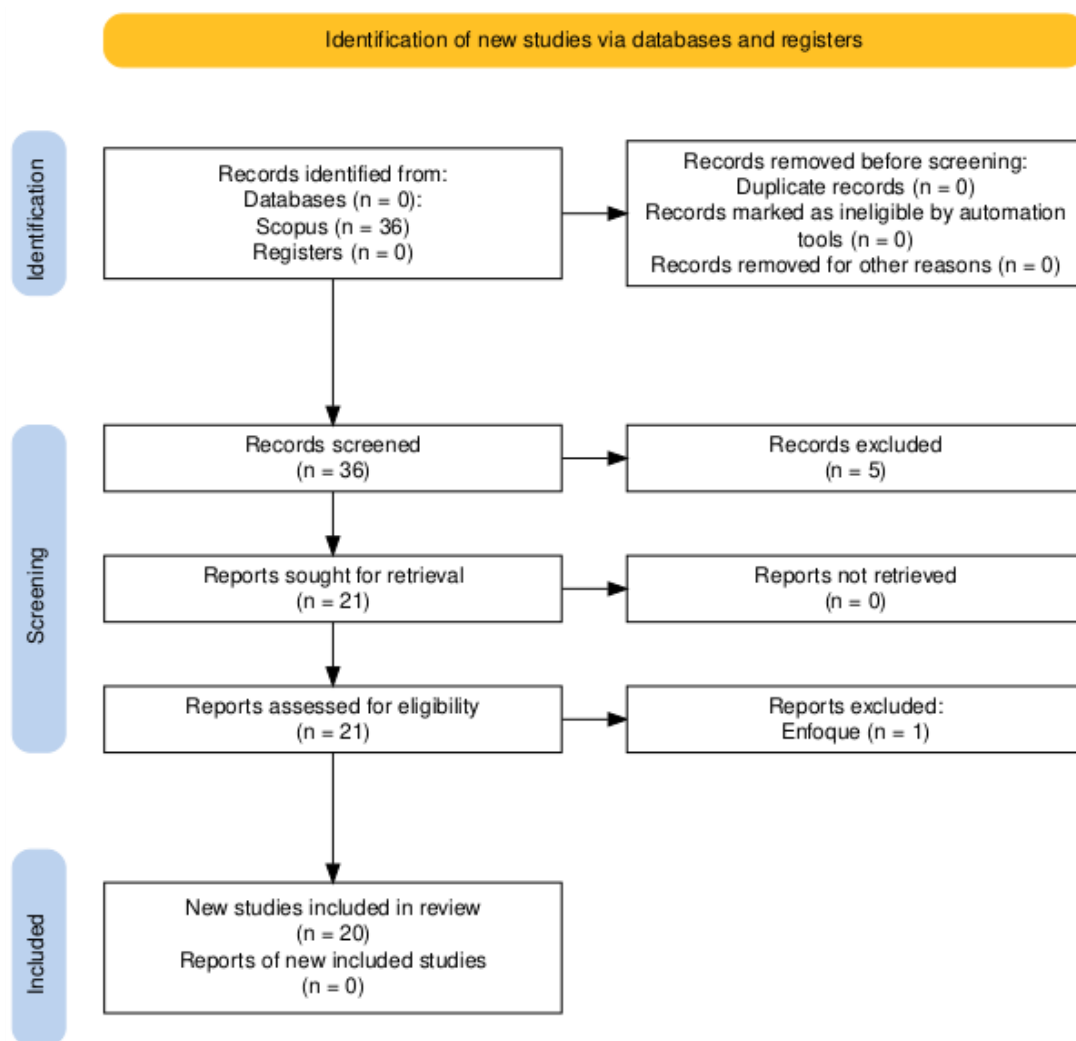 Identification of new studies via databases and registers
Identification
Records identified from:
Databases (n = 0):
Scopus (n = 36)
Registers (n = 0)
Records removed before screening:
Duplicate records (n = 0)
Records marked as ineligible by automation
tools (n = 0)
Records removed for other reasons (n = 0)
Screening
Records screened
(n = 36)
Records excluded
(n = 5)
Reports sought for retrieval
(n = 21)
Reports not retrieved
(n = 0)
Reports assessed for eligibility
(n = 21)
Reports excluded:
Enfoque (n = 1)
Included
New studies included in review
(n = 20)
Reports of new included studies
(n = 0)